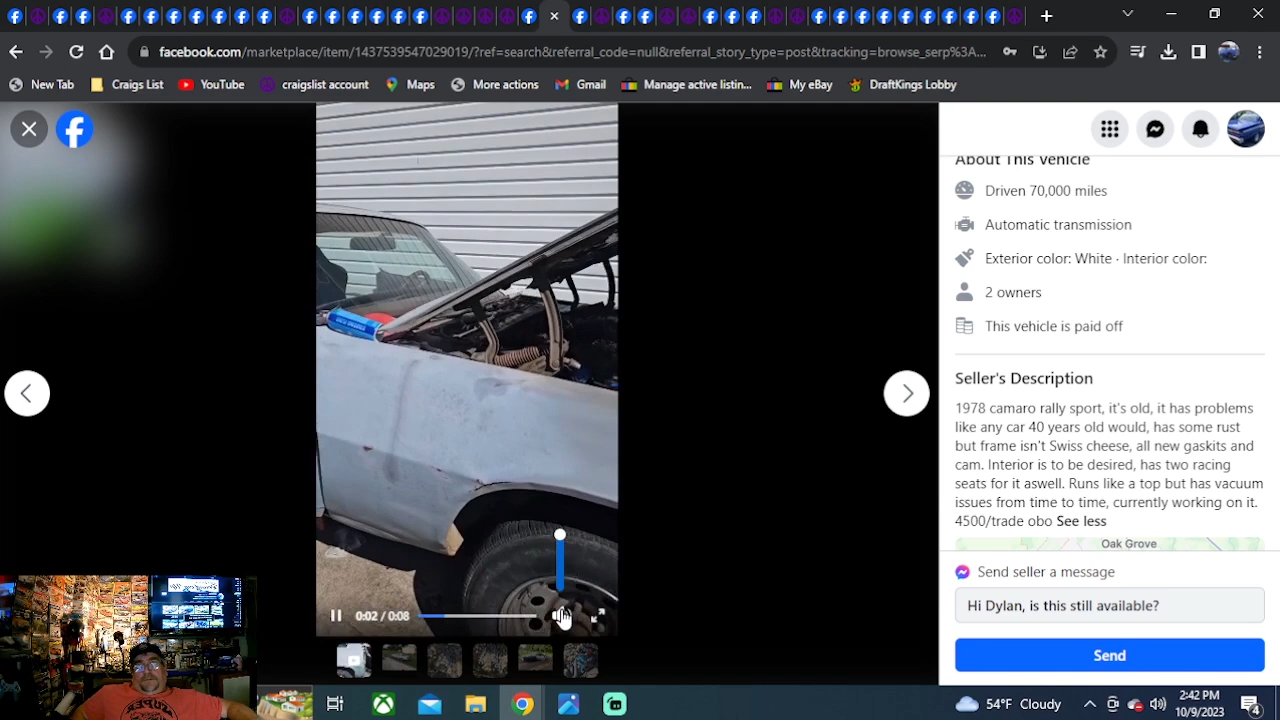 facebook.com/marketplace/item/1437539547029019/?ref=search&referral_code=null&referral_story_type=post&tracking=browse_serp%3A...
New Tab
Craigs List
YouTube
craigslist account
Maps
More actions
Gmail
Manage active listin...
My eBay
DraftKings Lobby
About This Vehicle
Driven 70,000 miles
Automatic transmission
Exterior color: White · Interior color:
2 owners
This vehicle is paid off
Seller's Description
1978 camaro rally sport, it's old, it has problems
like any car 40 years old would, has some rust
but frame isn't Swiss cheese, all new gaskits and
cam. Interior is to be desired, has two racing
seats for it aswell. Runs like a top but has vacuum
issues from time to time, currently working on it.
4500/trade obo See less
Oak Grove
Send seller a message
Hi Dylan, is this still available?
Send
0:02 / 0:08
54°F Cloudy
2:42 PM
10/9/2023
4